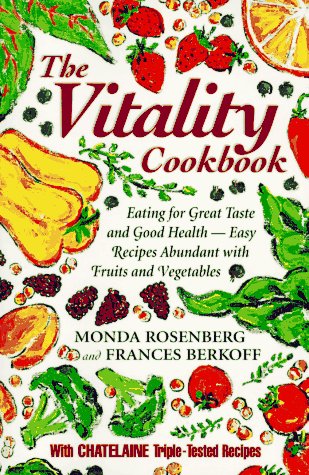 The
Vitality
Cookbook
Eating for Great Taste
and Good Health — Easy
Recipes Abundant with
Fruits and Vegetables
MONDA ROSENBERG
and FRANCES BERKOFF
With CHATELAINE Triple-Tested Recipes